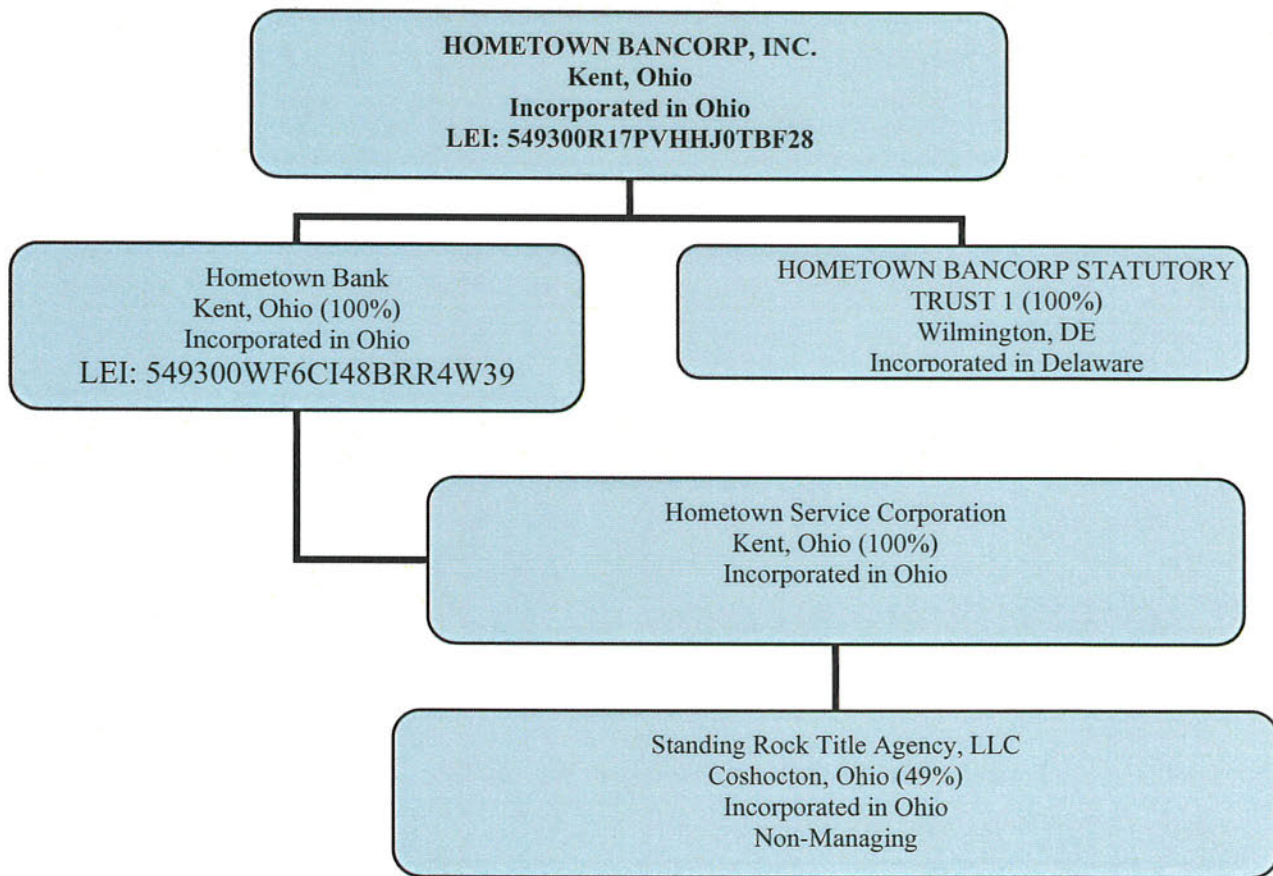 HOMETOWN BANCORP, INC.
Kent, Ohio
Incorporated in Ohio
LEI: 549300R17PVHHJ0TBF28
Hometown Bank
Kent, Ohio (100%)
Incorporated in Ohio
LEI: 549300WF6CI48BRR4W39
HOMETOWN BANCORP STATUTORY
TRUST 1 (100%)
Wilmington, DE
Incorporated in Delaware
Hometown Service Corporation
Kent, Ohio (100%)
Incorporated in Ohio
Standing Rock Title Agency, LLC
Coshocton, Ohio (49%)
Incorporated in Ohio
Non-Managing